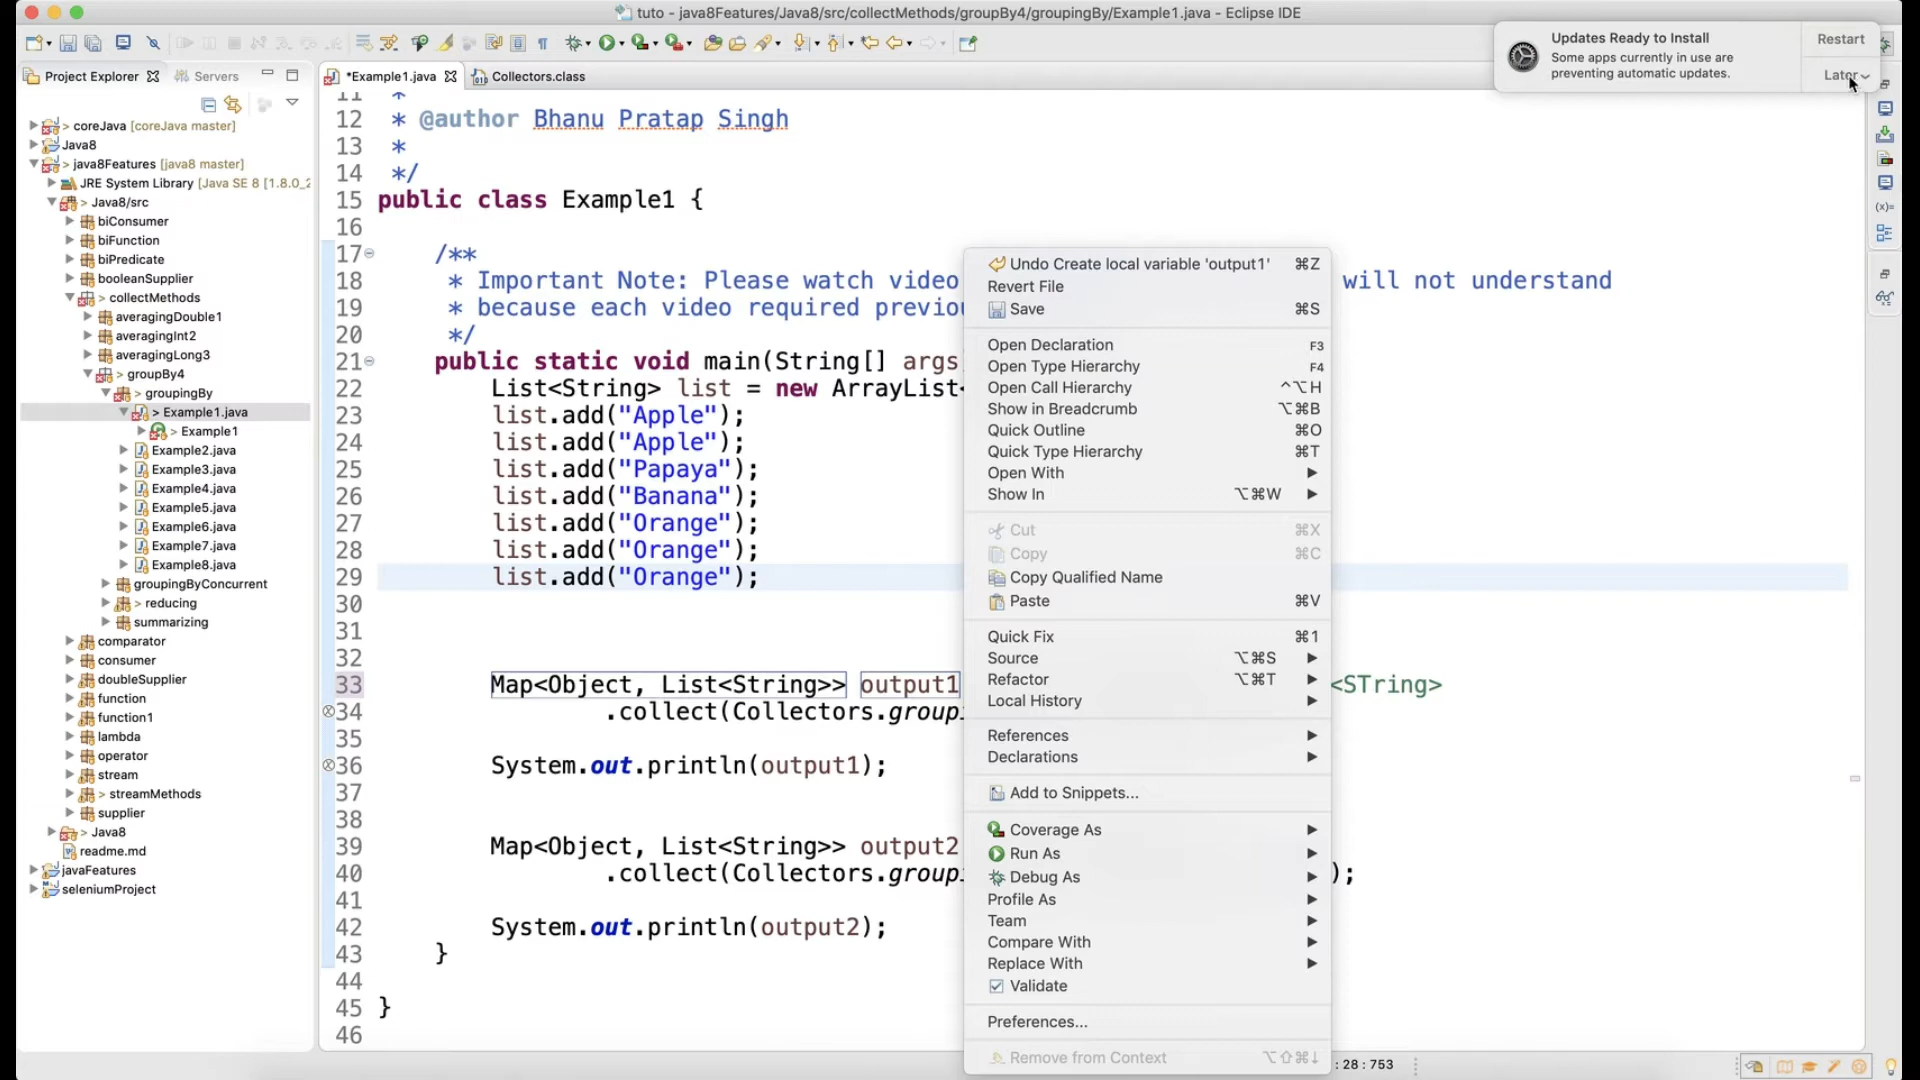 tuto - java8Features/Java8/src/collectMethods/groupBy4/groupingBy/Example1.java - Eclipse IDE
Updates Ready to Install
Some apps currently in use are
preventing automatic updates.
Restart
Later
Project Explorer
Servers
*Example1.java
Collectors.class
> coreJava [coreJava master]
Java8
> java8Features [java8 master]
JRE System Library [Java SE 8 [1.8.0_2
> Java8/src
biConsumer
biFunction
biPredicate
booleanSupplier
> collectMethods
averagingDouble1
averagingInt2
averagingLong3
> groupBy4
> groupingBy
> Example1.java
> Example1
Example2.java
Example3.java
Example4.java
Example5.java
Example6.java
Example7.java
Example8.java
groupingByConcurrent
> reducing
summarizing
comparator
consumer
doubleSupplier
function
function1
lambda
operator
stream
> streamMethods
supplier
> Java8
readme.md
javaFeatures
seleniumProject
11 *
12 * @author Bhanu Pratap Singh
13 *
14 */
15 public class Example1 {
16
17 /**
18 * Important Note: Please watch video will not understand
19 * because each video required previou
20 */
21 public static void main(String[] args
22 List<String> list = new ArrayList<
23 list.add("Apple");
24 list.add("Apple");
25 list.add("Papaya");
26 list.add("Banana");
27 list.add("Orange");
28 list.add("Orange");
29 list.add("Orange");
30
31
32
33 Map<Object, List<String>> output1 <STring>
34 .collect(Collectors.groupi
35
36 System.out.println(output1);
37
38
39 Map<Object, List<String>> output2
40 .collect(Collectors.groupi );
41
42 System.out.println(output2);
43 }
44
45 }
46
Undo Create local variable 'output1' ⌘Z
Revert File
Save ⌘S
Open Declaration F3
Open Type Hierarchy F4
Open Call Hierarchy ^⌥H
Show in Breadcrumb ⌥⌘B
Quick Outline ⌘O
Quick Type Hierarchy ⌘T
Open With
Show In ⌥⌘W
Cut ⌘X
Copy ⌘C
Copy Qualified Name
Paste ⌘V
Quick Fix ⌘1
Source ⌥⌘S
Refactor ⌥⌘T
Local History
References
Declarations
Add to Snippets...
Coverage As
Run As
Debug As
Profile As
Team
Compare With
Replace With
Validate
Preferences...
Remove from Context ⌥⇧⌘↓
: 28 : 753